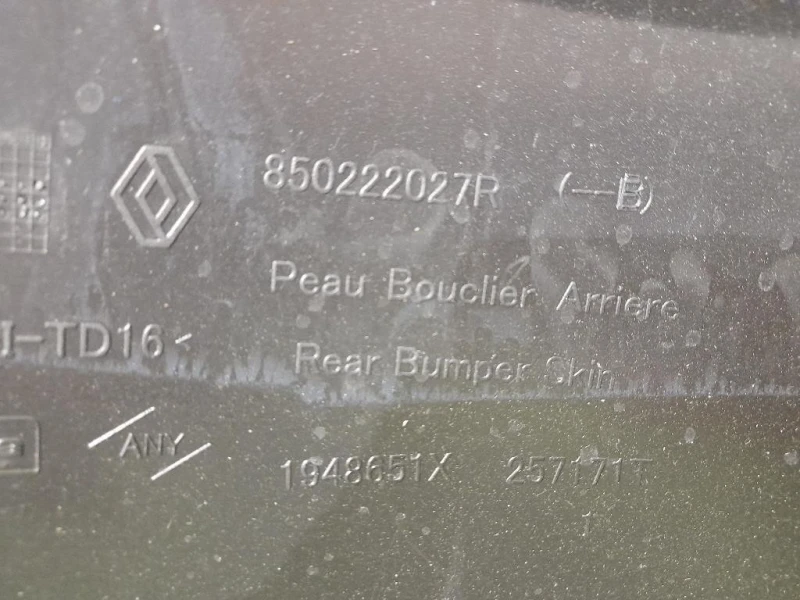 850222027R (--B)
Peau Bouclier Arriere
-TD16<
Rear Bumper Skin
ANY
1948651X 257171T